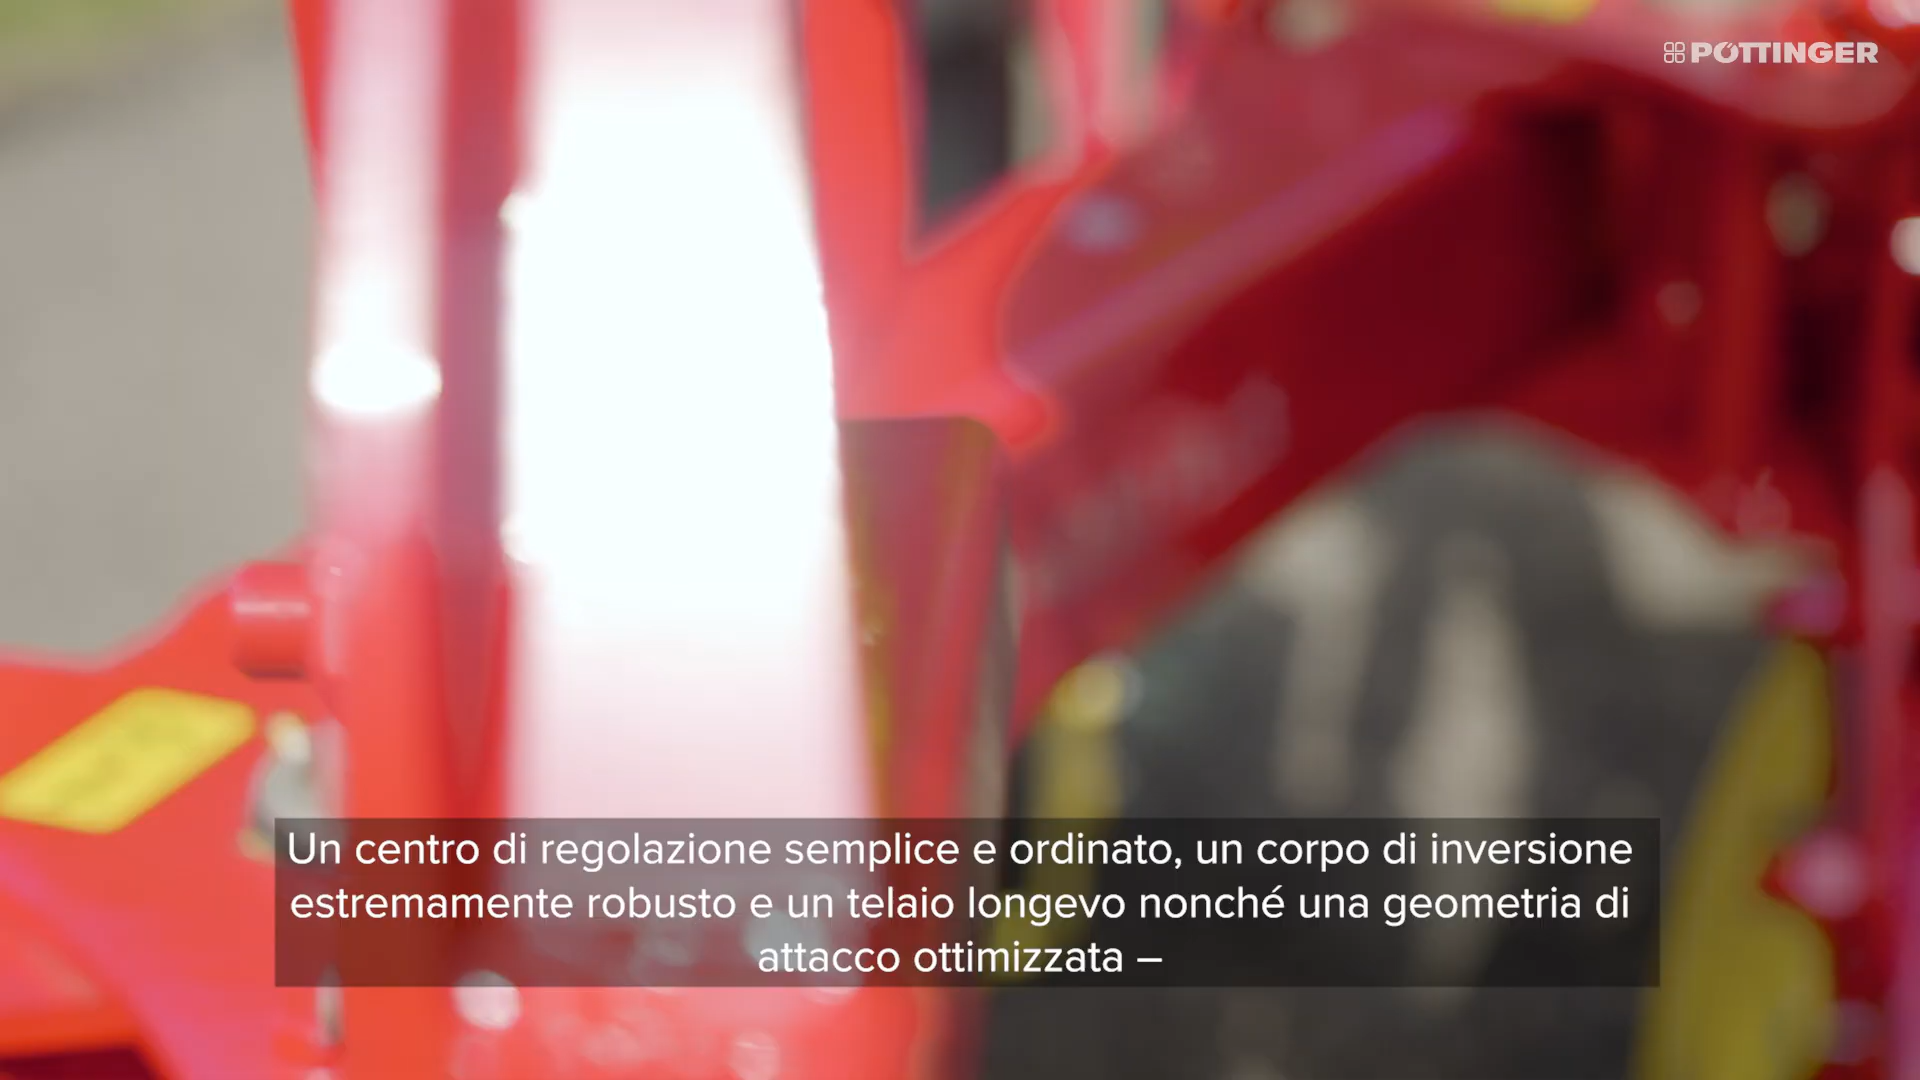 PÖTTINGER
Un centro di regolazione semplice e ordinato, un corpo di inversione
estremamente robusto e un telaio longevo nonché una geometria di
attacco ottimizzata –